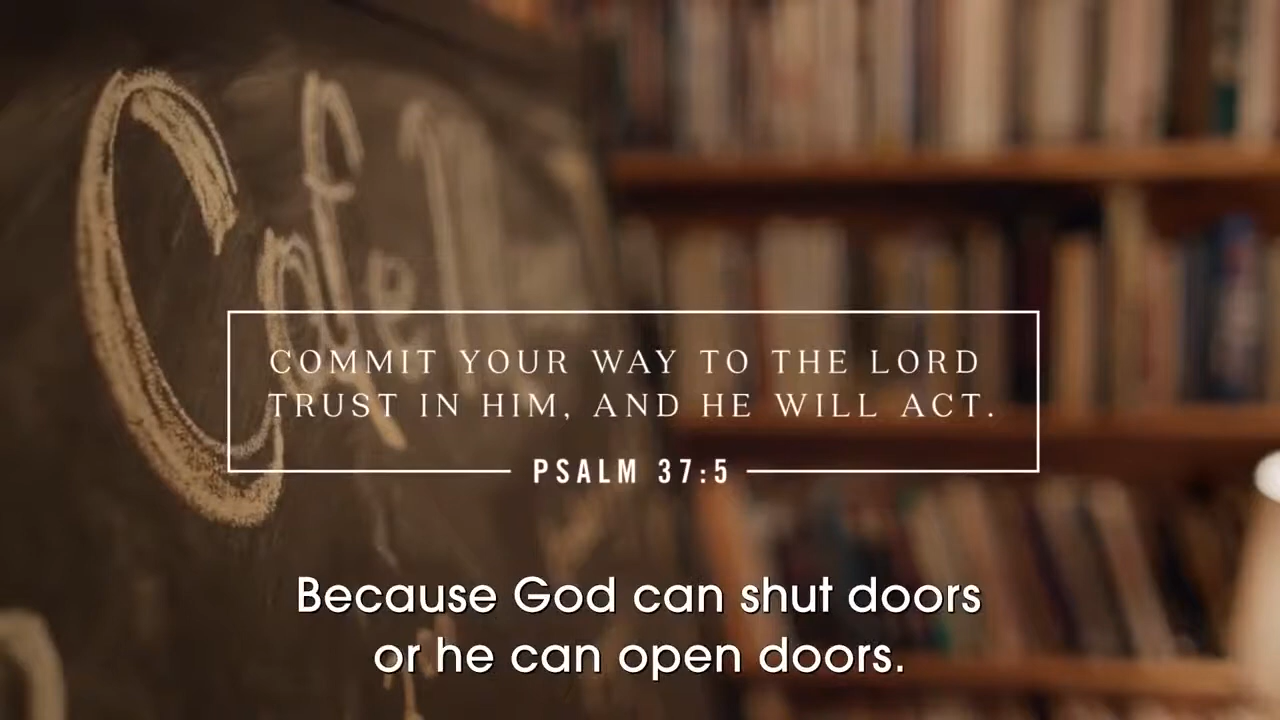 COMMIT YOUR WAY TO THE LORD
TRUST IN HIM, AND HE WILL ACT.
PSALM 37:5
Because God can shut doors
or he can open doors.